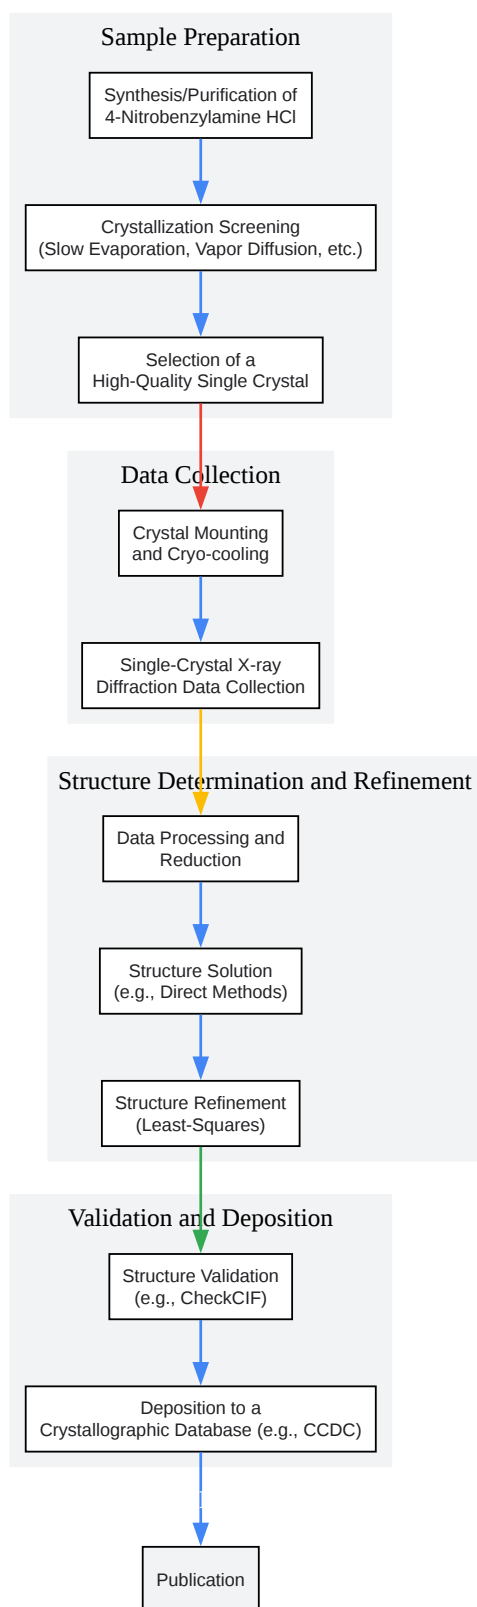 Sample Preparation
Synthesis/Purification of
4-Nitrobenzylamine HCl
Crystallization Screening
(Slow Evaporation, Vapor Diffusion, etc.)
Selection of a
High-Quality Single Crystal
Data Collection
Crystal Mounting
and Cryo-cooling
Single-Crystal X-ray
Diffraction Data Collection
Structure Determination and Refinement
Data Processing and
Reduction
Structure Solution
(e.g., Direct Methods)
Structure Refinement
(Least-Squares)
Validation and Deposition
Structure Validation
(e.g., CheckCIF)
Deposition to a
Crystallographic Database (e.g., CCDC)
Publication